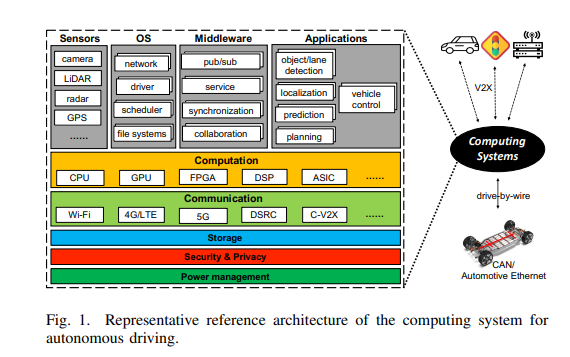 Sensors OS Middleware Applications
camera
LiDAR
radar
GPS
......
network
driver
scheduler
file systems
pub/sub
service
synchronization
collaboration
object/lane
detection
localization
prediction
planning
vehicle
control
Computation
CPU GPU FPGA DSP ASIC ......
Communication
Wi-Fi 4G/LTE 5G DSRC C-V2X ......
Storage
Security & Privacy
Power management
V2X
Computing
Systems
drive-by-wire
CAN/
Automotive Ethernet
Fig. 1. Representative reference architecture of the computing system for
autonomous driving.